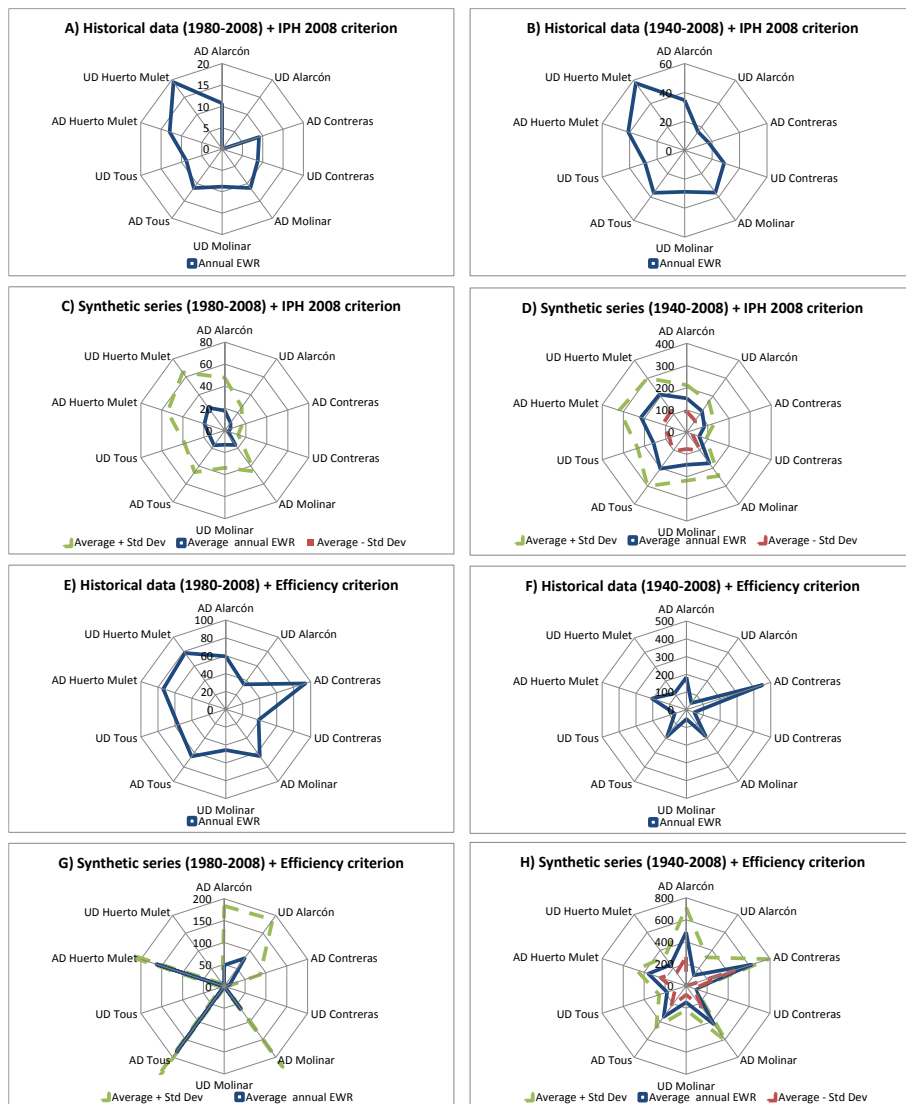 A) Historical data (1980-2008) + IPH 2008 criterion
AD Alarcón
20
UD Huerto Mulet
UD Alarcón
15
10
AD Huerto Mulet
AD Contreras
5
0
UD Tous
UD Contreras
AD Tous
AD Molinar
UD Molinar
Annual EWR
B) Historical data (1940-2008) + IPH 2008 criterion
AD Alarcón
60
UD Huerto Mulet
UD Alarcón
40
AD Huerto Mulet
20
AD Contreras
0
UD Tous
UD Contreras
AD Tous
AD Molinar
UD Molinar
Annual EWR
C) Synthetic series (1980-2008) + IPH 2008 criterion
AD Alarcón
80
UD Huerto Mulet
UD Alarcón
60
40
AD Huerto Mulet
AD Contreras
20
0
UD Tous
UD Contreras
AD Tous
AD Molinar
UD Molinar
Average + Std Dev Average annual EWR Average - Std Dev
D) Synthetic series (1940-2008) + IPH 2008 criterion
AD Alarcón
400
UD Huerto Mulet
UD Alarcón
300
200
AD Huerto Mulet
AD Contreras
100
0
UD Tous
UD Contreras
AD Tous
AD Molinar
UD Molinar
Average + Std Dev Average annual EWR Average - Std Dev
E) Historical data (1980-2008) + Efficiency criterion
AD Alarcón
100
UD Huerto Mulet
UD Alarcón
80
60
AD Huerto Mulet
AD Contreras
40
20
0
UD Tous
UD Contreras
AD Tous
AD Molinar
UD Molinar
Annual EWR
F) Historical data (1940-2008) + Efficiency criterion
AD Alarcón
500
UD Huerto Mulet
UD Alarcón
400
300
AD Huerto Mulet
AD Contreras
200
100
0
UD Tous
UD Contreras
AD Tous
AD Molinar
UD Molinar
Annual EWR
G) Synthetic series (1980-2008) + Efficiency criterion
AD Alarcón
200
UD Huerto Mulet
UD Alarcón
150
100
AD Huerto Mulet
AD Contreras
50
0
UD Tous
UD Contreras
AD Tous
AD Molinar
UD Molinar
Average + Std Dev Average annual EWR
H) Synthetic series (1940-2008) + Efficiency criterion
AD Alarcón
800
UD Huerto Mulet
UD Alarcón
600
400
AD Huerto Mulet
AD Contreras
200
0
UD Tous
UD Contreras
AD Tous
AD Molinar
UD Molinar
Average + Std Dev Average annual EWR Average - Std Dev